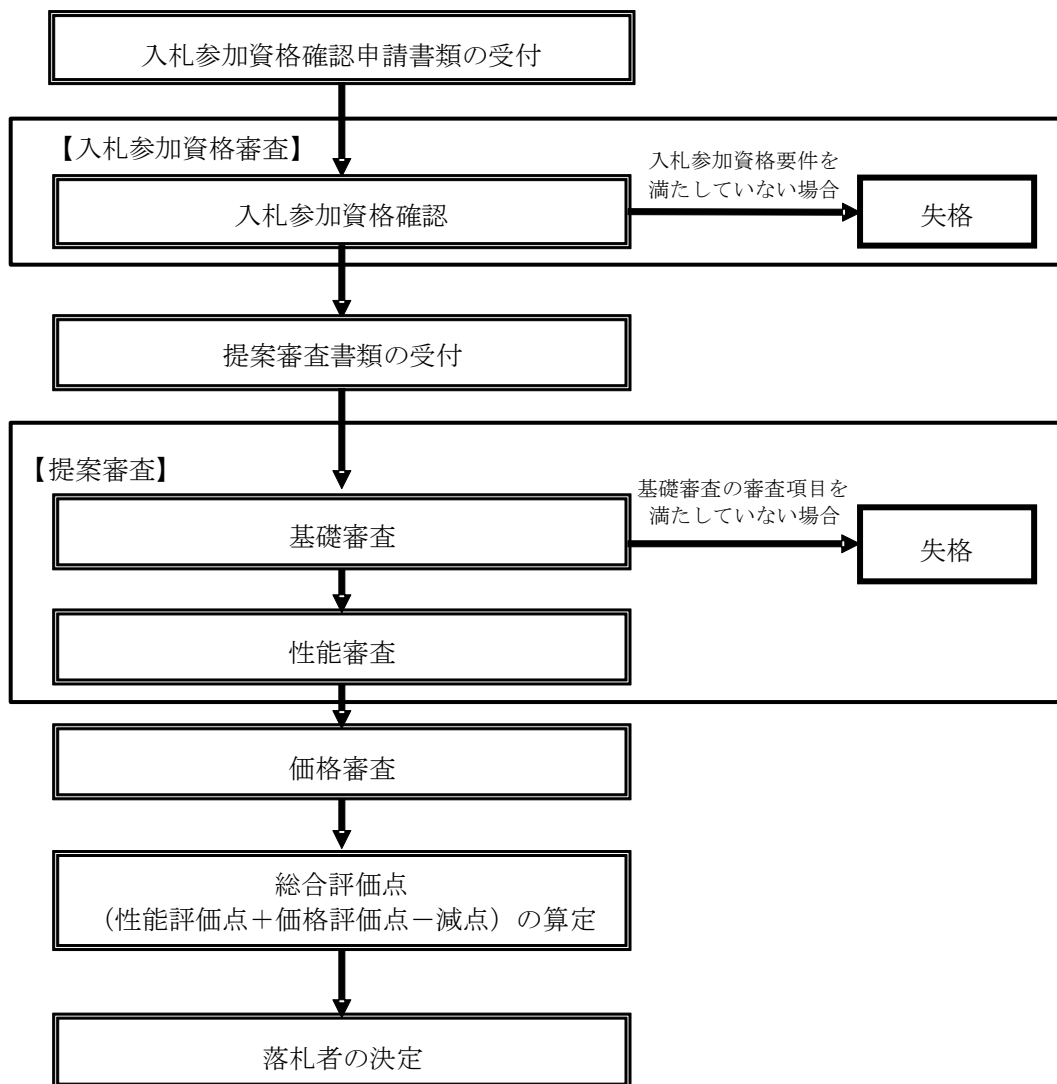 入札参加資格確認申請書類の受付
【入札参加資格審査】
入札参加資格要件を
満たしていない場合
入札参加資格確認
失格
提案審査書類の受付
【提案審査】
基礎審査の審査項目を
満たしていない場合
基礎審査
失格
性能審査
価格審査
総合評価点
（性能評価点＋価格評価点－減点）の算定
落札者の決定